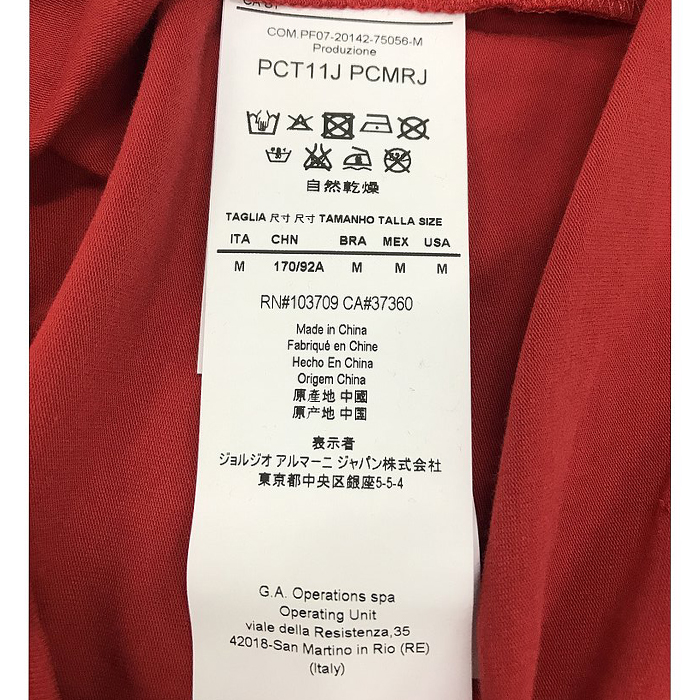 COM.PF07-20142-75056-M
Produzione
PCT11J PCMRJ
自然乾燥
TAGLIA 尺寸 尺寸 TAMANHO TALLA SIZE
ITA CHN BRA MEX USA
M 170/92A M M M
RN#103709 CA#37360
Made in China
Fabriqué en Chine
Hecho En China
Origem China
原產地 中國
原产地 中国
表示者
ジョルジオ アルマーニ ジャパン株式会社
東京都中央区銀座5-5-4
G.A. Operations spa
Operating Unit
viale della Resistenza,35
42018-San Martino in Rio (RE)
(Italy)